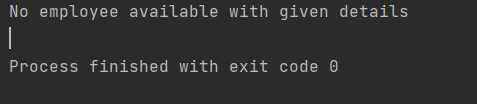 No employee available with given details
Process finished with exit code 0